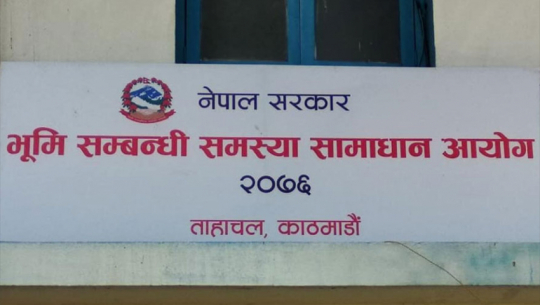 नेपाल सरकार
भूमि सम्बन्धी समस्या सामाधान आयोग
२०७६
ताहाचल, काठमाडौं